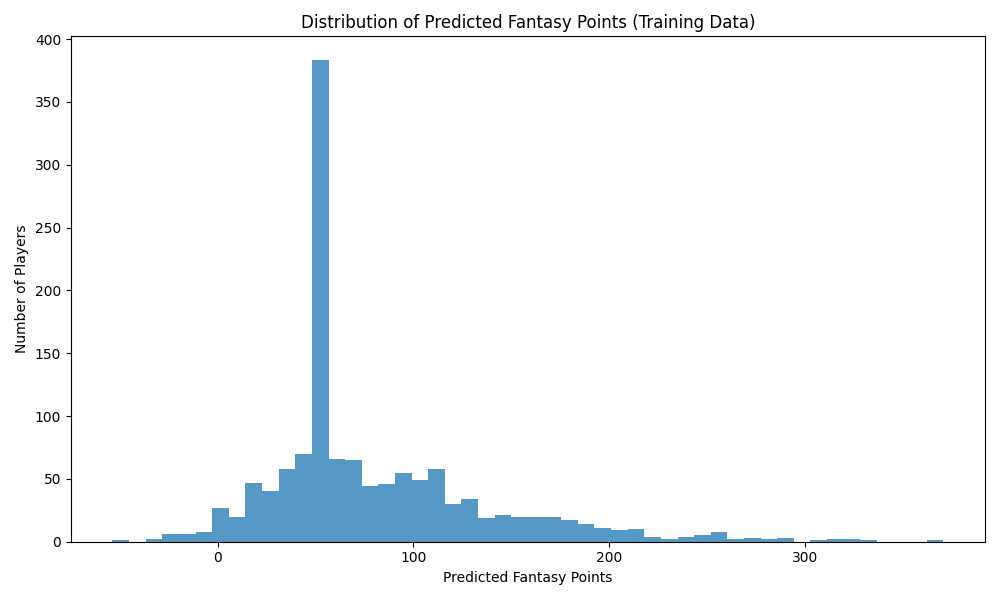 Distribution of Predicted Fantasy Points (Training Data)
400
350
300
250
200
150
100
50
0
Number of Players
0 100 200 300
Predicted Fantasy Points